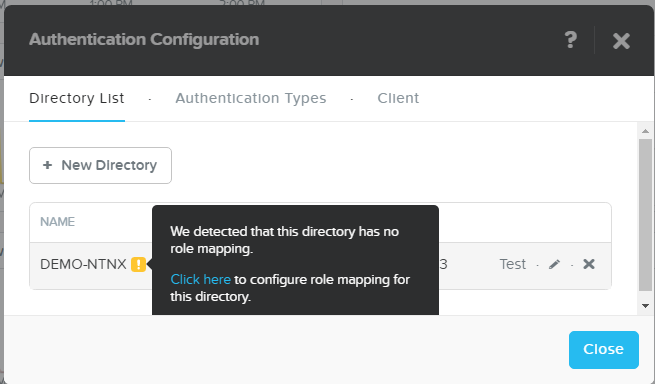 1:00 PM 2:00 PM
Authentication Configuration ?
Directory List · Authentication Types · Client
+ New Directory
NAME
We detected that this directory has no
role mapping.
DEMO-NTNX ! 3 Test · ·
Click here to configure role mapping for
this directory.
Close